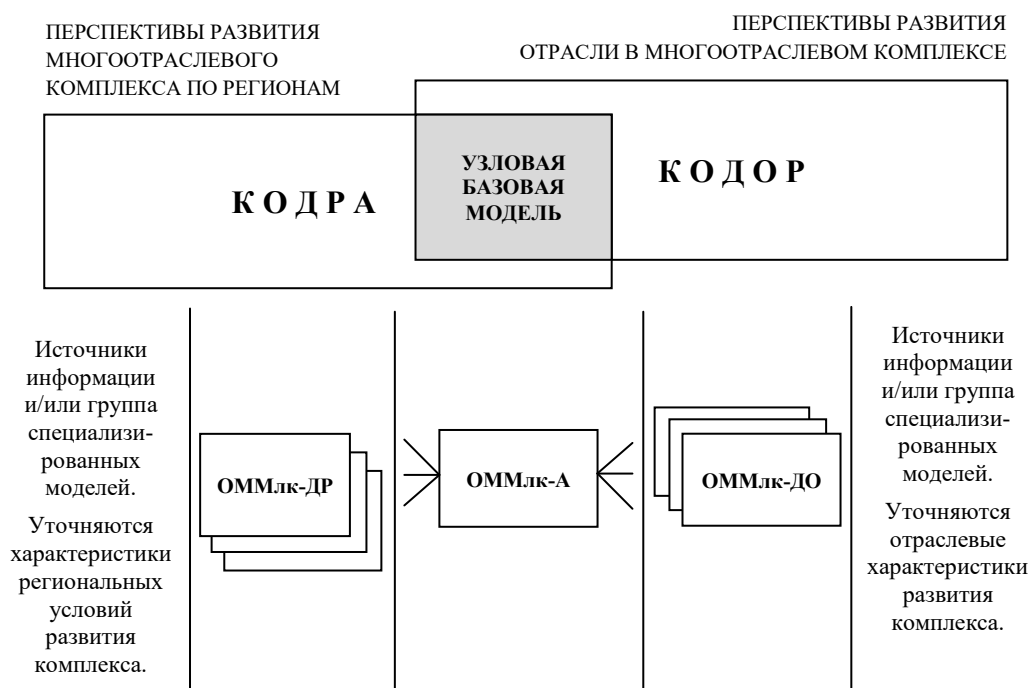 ПЕРСПЕКТИВЫ РАЗВИТИЯ
МНОГООТРАСЛЕВОГО
КОМПЛЕКСА ПО РЕГИОНАМ
ПЕРСПЕКТИВЫ РАЗВИТИЯ
ОТРАСЛИ В МНОГООТРАСЛЕВОМ КОМПЛЕКСЕ
К О Д Р А
УЗЛОВАЯ
БАЗОВАЯ
МОДЕЛЬ
К О Д О Р
Источники
информации
и/или группа
специализи-
рованных
моделей.
Уточняются
характеристики
региональных
условий
развития
комплекса.
ОММлк-ДР
ОММлк-А
ОММлк-ДО
Источники
информации
и/или группа
специализи-
рованных
моделей.
Уточняются
отраслевые
характеристики
развития
комплекса.